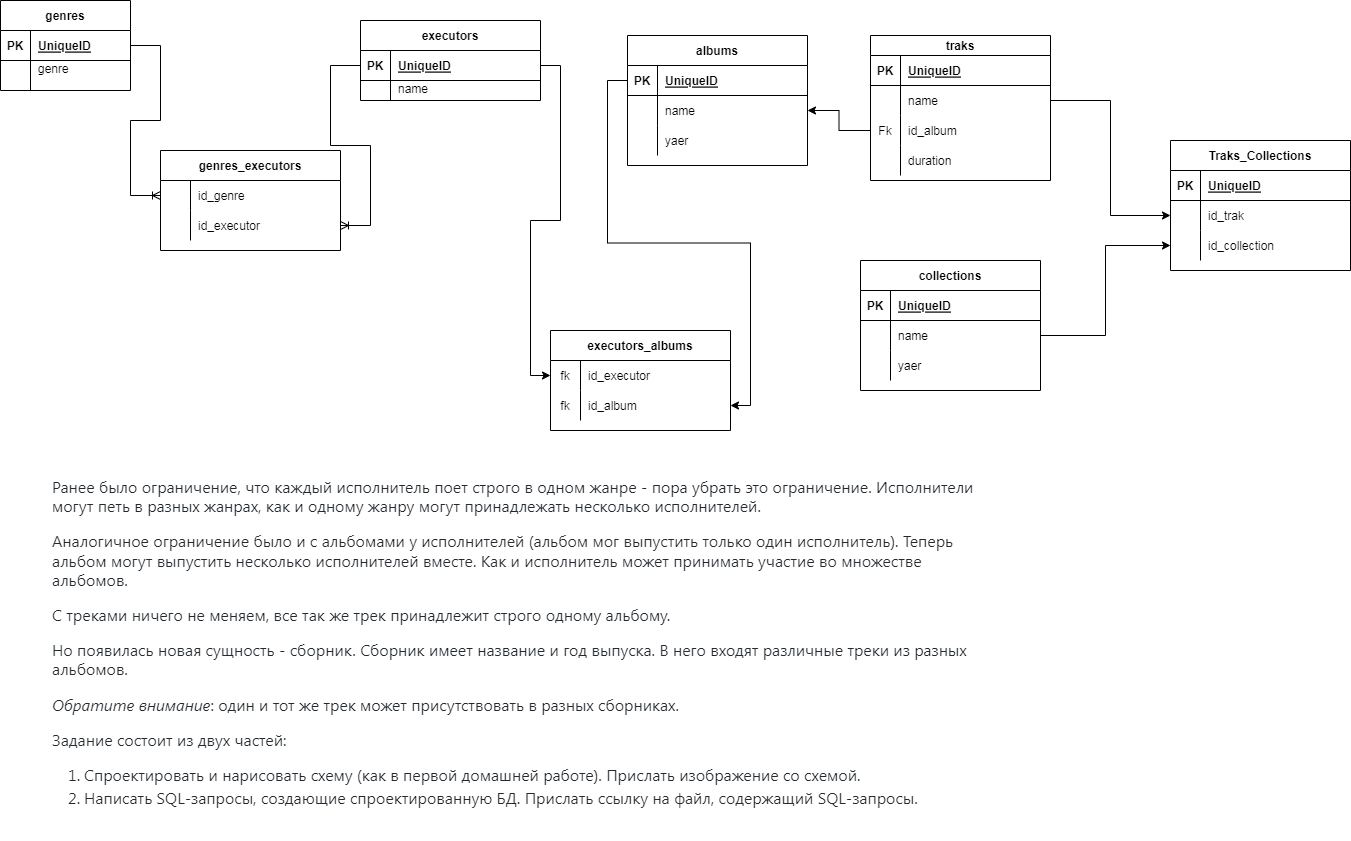 genres
PK UniqueID
genre
executors
PK UniqueID
name
albums
PK UniqueID
name
yaer
traks
PK UniqueID
name
Fk id_album
duration
genres_executors
id_genre
id_executor
Traks_Collections
PK UniqueID
id_trak
id_collection
collections
PK UniqueID
name
yaer
executors_albums
fk id_executor
fk id_album
Ранее было ограничение, что каждый исполнитель поет строго в одном жанре - пора убрать это ограничение. Исполнители
могут петь в разных жанрах, как и одному жанру могут принадлежать несколько исполнителей.
Аналогичное ограничение было и с альбомами у исполнителей (альбом мог выпустить только один исполнитель). Теперь
альбом могут выпустить несколько исполнителей вместе. Как и исполнитель может принимать участие во множестве
альбомов.
С треками ничего не меняем, все так же трек принадлежит строго одному альбому.
Но появилась новая сущность - сборник. Сборник имеет название и год выпуска. В него входят различные треки из разных
альбомов.
Обратите внимание: один и тот же трек может присутствовать в разных сборниках.
Задание состоит из двух частей:
1. Спроектировать и нарисовать схему (как в первой домашней работе). Прислать изображение со схемой.
2. Написать SQL-запросы, создающие спроектированную БД. Прислать ссылку на файл, содержащий SQL-запросы.